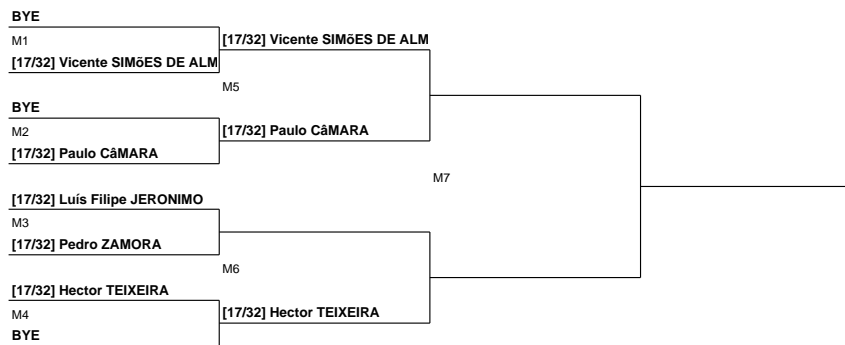 BYE
M1
[17/32] Vicente SIMõES DE ALM
[17/32] Vicente SIMõES DE ALM
M5
BYE
M2
[17/32] Paulo CâMARA
[17/32] Paulo CâMARA
M7
[17/32] Luís Filipe JERONIMO
M3
[17/32] Pedro ZAMORA
M6
[17/32] Hector TEIXEIRA
M4
[17/32] Hector TEIXEIRA
BYE